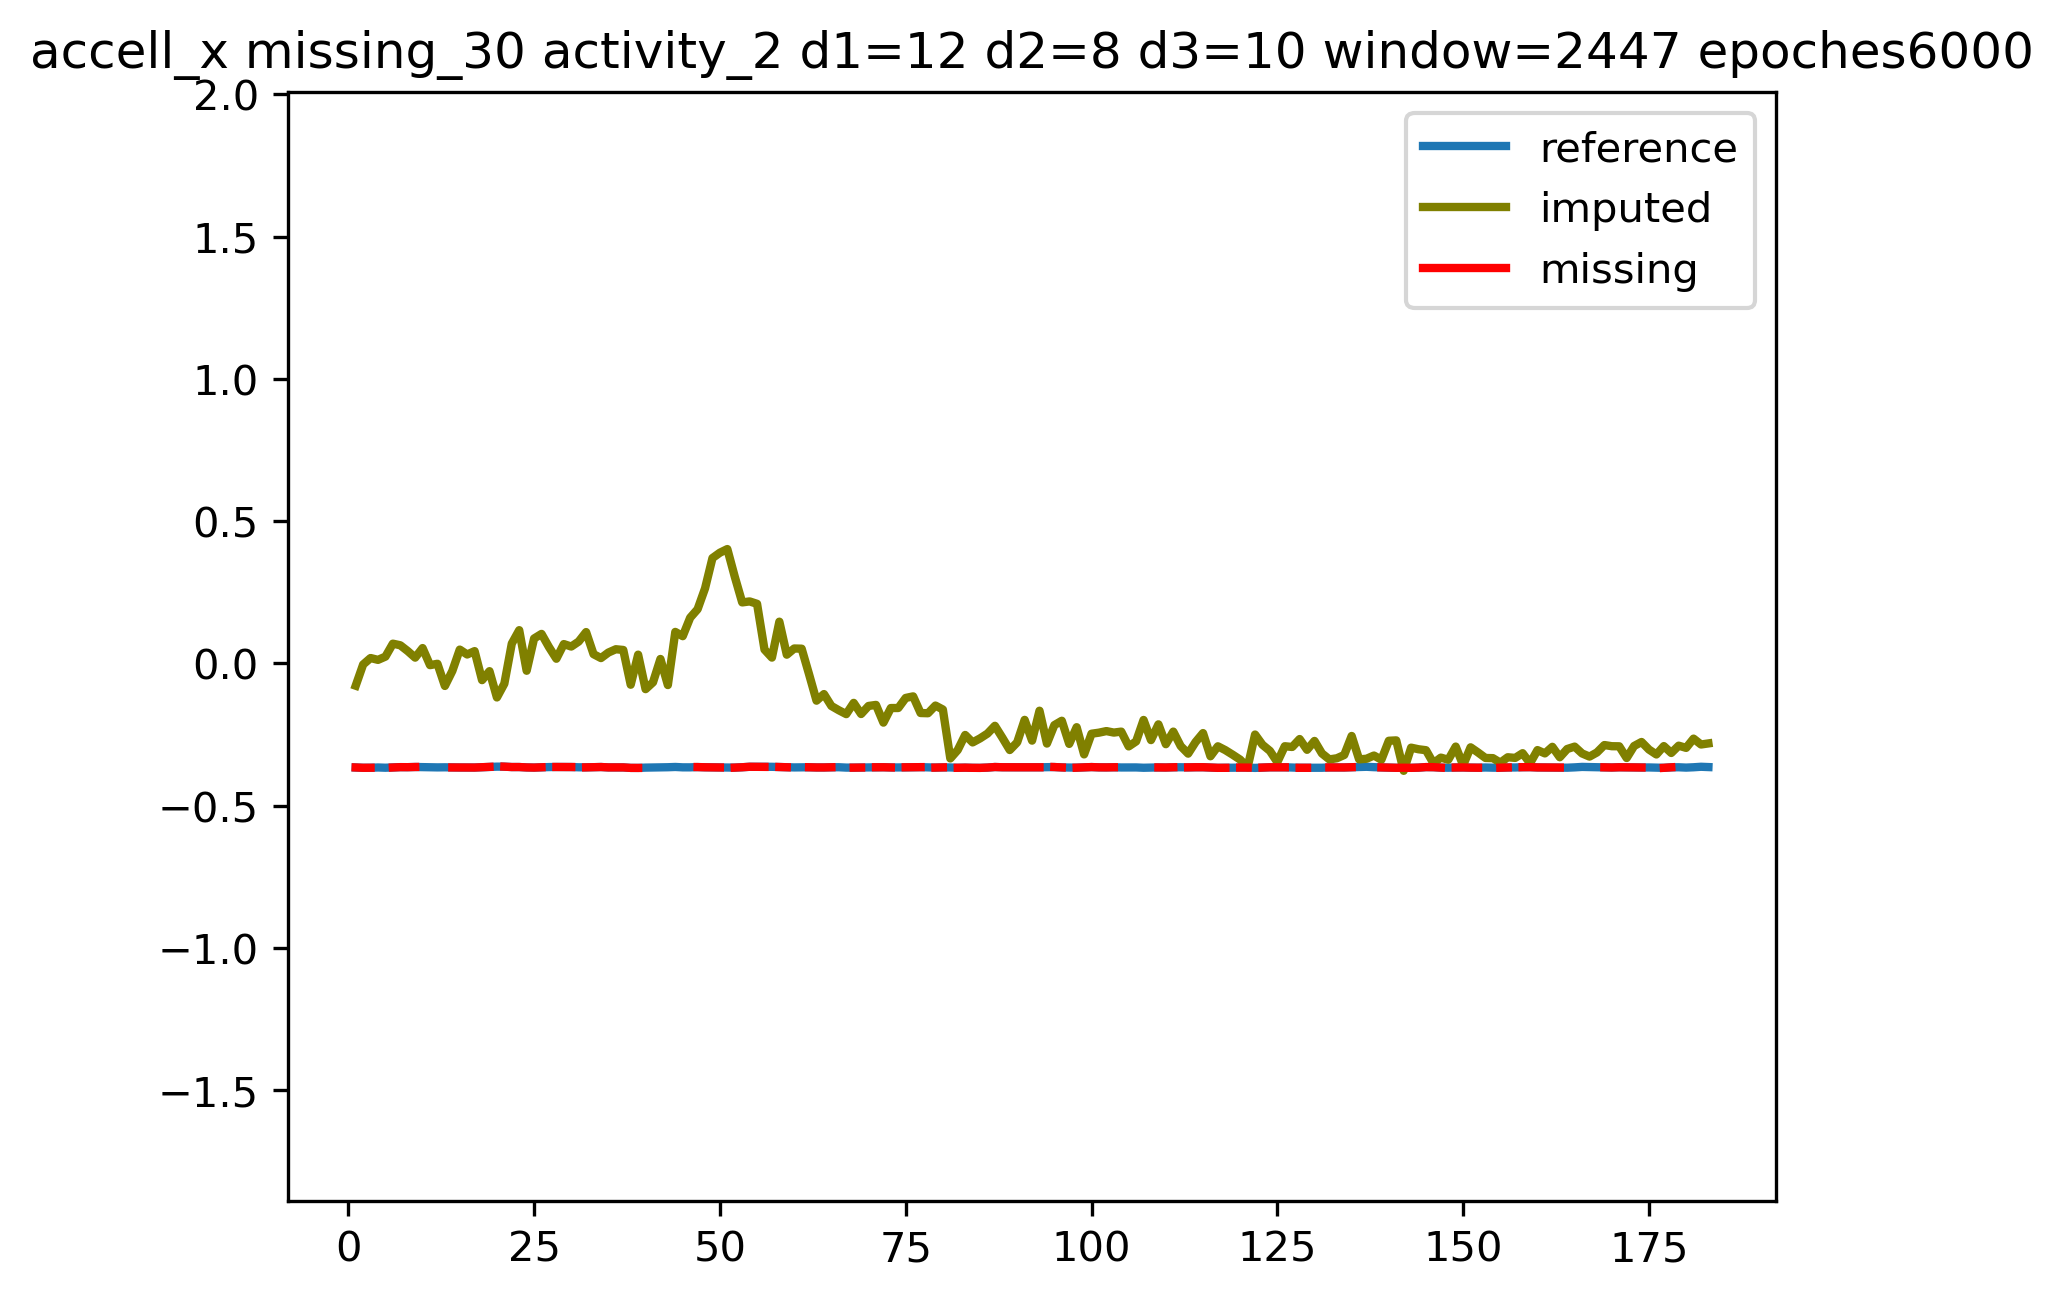 accell_x missing_30 activity_2 d1=12 d2=8 d3=10 window=2447 epoches6000
2.0
1.5
1.0
0.5
0.0
−0.5
−1.0
−1.5
reference
imputed
missing
0 25 50 75 100 125 150 175